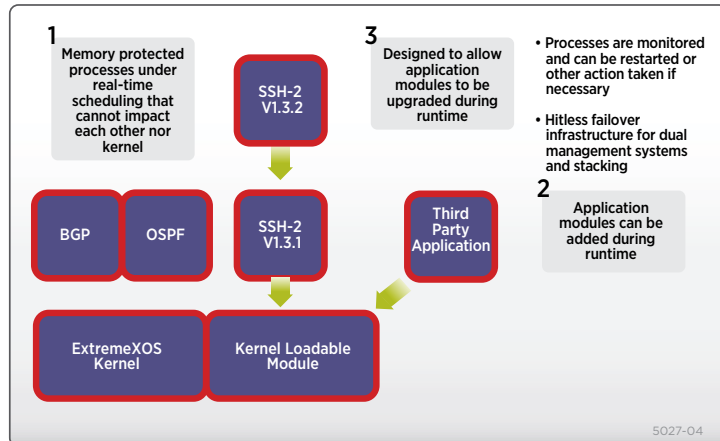 1
Memory protected
processes under
real-time
scheduling that
cannot impact
each other nor
kernel
SSH-2
V1.3.2
3
Designed to allow
application
modules to be
upgraded during
runtime
• Processes are monitored
and can be restarted or
other action taken if
necessary
• Hitless failover
infrastructure for dual
management systems
and stacking
2
Application
modules can be
added during
runtime
BGP
OSPF
SSH-2
V1.3.1
Third
Party
Application
ExtremeXOS
Kernel
Kernel Loadable
Module
5027-04